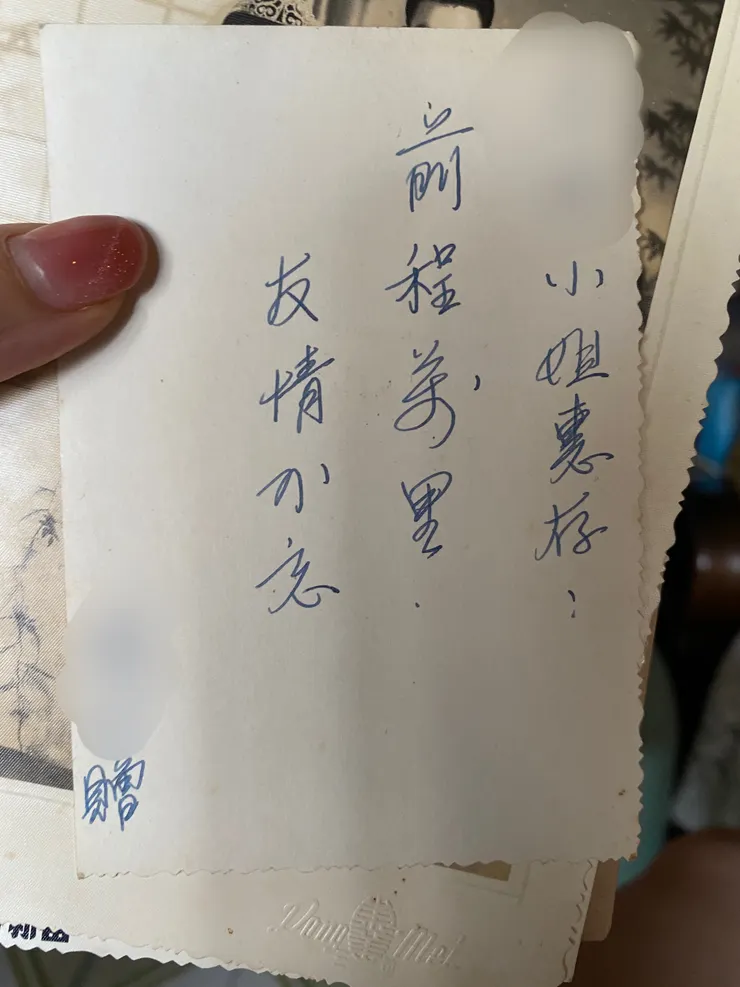 小姐惠存：
前程萬里.
友情不忘
贈